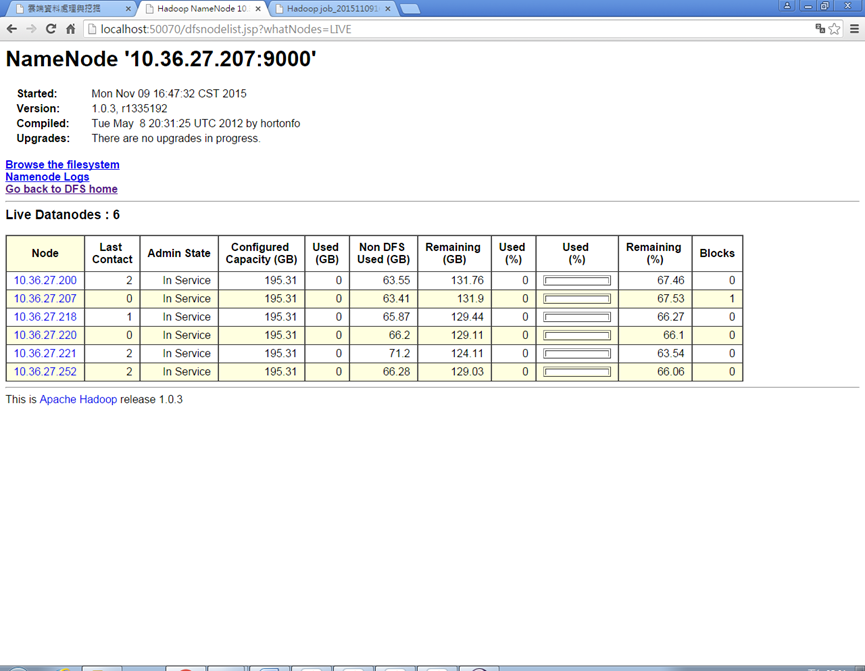 雲端資料處理與挖掘
Hadoop NameNode 10.
Hadoop job_201511091
localhost:50070/dfsnodelist.jsp?whatNodes=LIVE
NameNode '10.36.27.207:9000'
Started: Mon Nov 09 16:47:32 CST 2015
Version: 1.0.3, r1335192
Compiled: Tue May 8 20:31:25 UTC 2012 by hortonfo
Upgrades: There are no upgrades in progress.
Browse the filesystem
Namenode Logs
Go back to DFS home
Live Datanodes : 6
Node Last Contact Admin State Configured Capacity (GB) Used (GB) Non DFS Used (GB) Remaining (GB) Used (%) Used (%) Remaining (%) Blocks
10.36.27.200 2 In Service 195.31 0 63.55 131.76 0 67.46 0
10.36.27.207 0 In Service 195.31 0 63.41 131.9 0 67.53 1
10.36.27.218 1 In Service 195.31 0 65.87 129.44 0 66.27 0
10.36.27.220 0 In Service 195.31 0 66.2 129.11 0 66.1 0
10.36.27.221 2 In Service 195.31 0 71.2 124.11 0 63.54 0
10.36.27.252 2 In Service 195.31 0 66.28 129.03 0 66.06 0
This is Apache Hadoop release 1.0.3